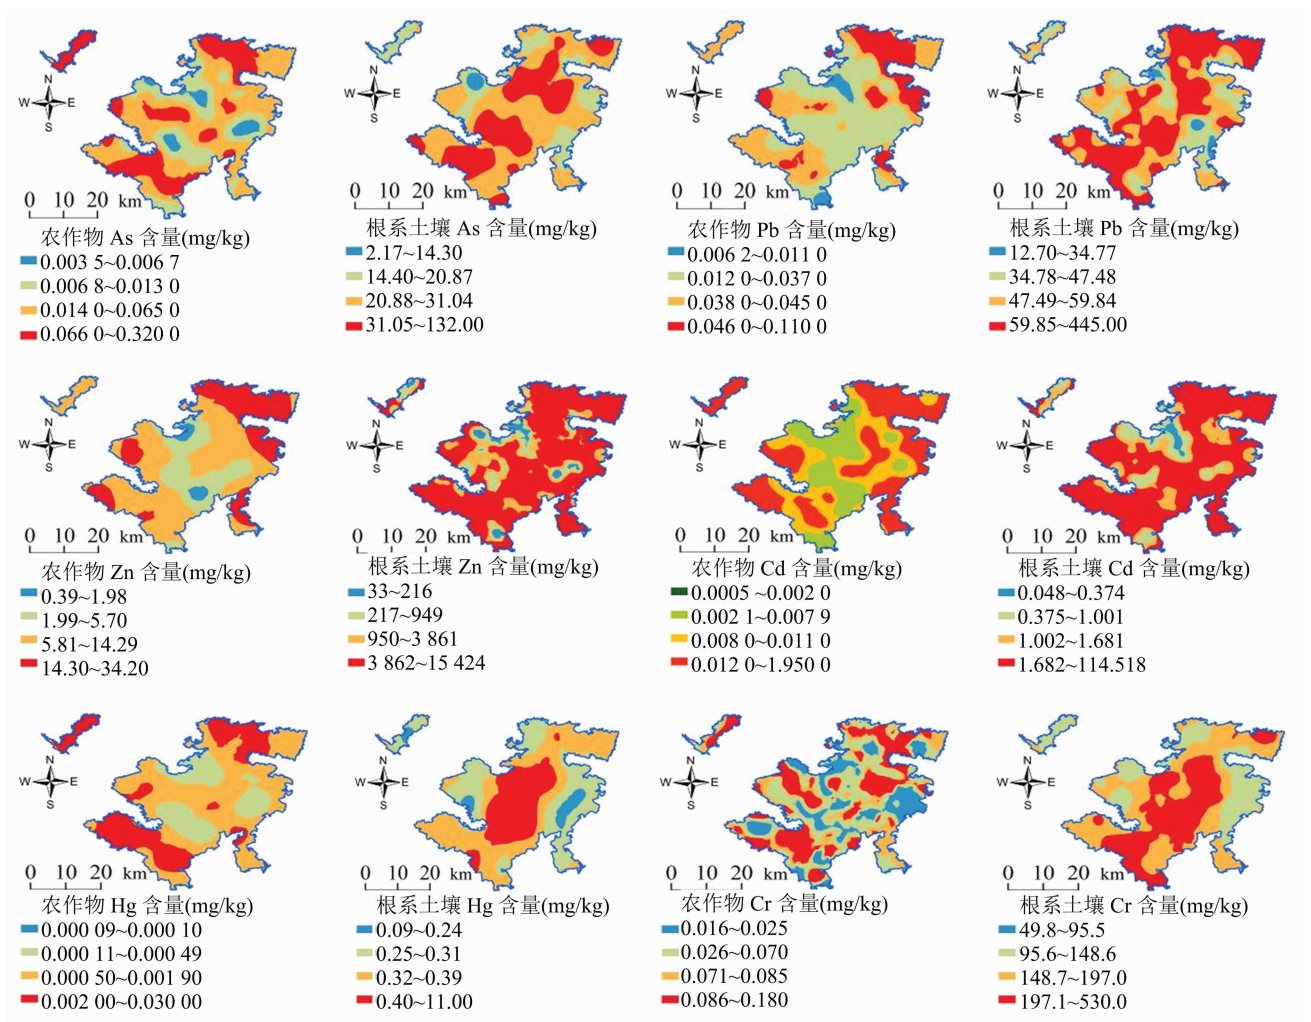 N
W E
S
0 10 20 km
农作物 As 含量(mg/kg)
0.003 5~0.006 7
0.006 8~0.013 0
0.014 0~0.065 0
0.066 0~0.320 0
N
W E
S
0 10 20 km
根系土壤 As 含量(mg/kg)
2.17~14.30
14.40~20.87
20.88~31.04
31.05~132.00
N
W E
S
0 10 20 km
农作物 Pb 含量(mg/kg)
0.006 2~0.011 0
0.012 0~0.037 0
0.038 0~0.045 0
0.046 0~0.110 0
N
W E
S
0 10 20 km
根系土壤 Pb 含量(mg/kg)
12.70~34.77
34.78~47.48
47.49~59.84
59.85~445.00
N
W E
S
0 10 20 km
农作物 Zn 含量(mg/kg)
0.39~1.98
1.99~5.70
5.81~14.29
14.30~34.20
N
W E
S
0 10 20 km
根系土壤 Zn 含量(mg/kg)
33~216
217~949
950~3 861
3 862~15 424
N
W E
S
0 10 20 km
农作物 Cd 含量(mg/kg)
0.0005 ~0.002 0
0.002 1~0.007 9
0.008 0~0.011 0
0.012 0~1.950 0
N
W E
S
0 10 20 km
根系土壤 Cd 含量(mg/kg)
0.048~0.374
0.375~1.001
1.002~1.681
1.682~114.518
N
W E
S
0 10 20 km
农作物 Hg 含量(mg/kg)
0.000 09~0.000 10
0.000 11~0.000 49
0.000 50~0.001 90
0.002 00~0.030 00
N
W E
S
0 10 20 km
根系土壤 Hg 含量(mg/kg)
0.09~0.24
0.25~0.31
0.32~0.39
0.40~11.00
N
W E
S
0 10 20 km
农作物 Cr 含量(mg/kg)
0.016~0.025
0.026~0.070
0.071~0.085
0.086~0.180
N
W E
S
0 10 20 km
根系土壤 Cr 含量(mg/kg)
49.8~95.5
95.6~148.6
148.7~197.0
197.1~530.0